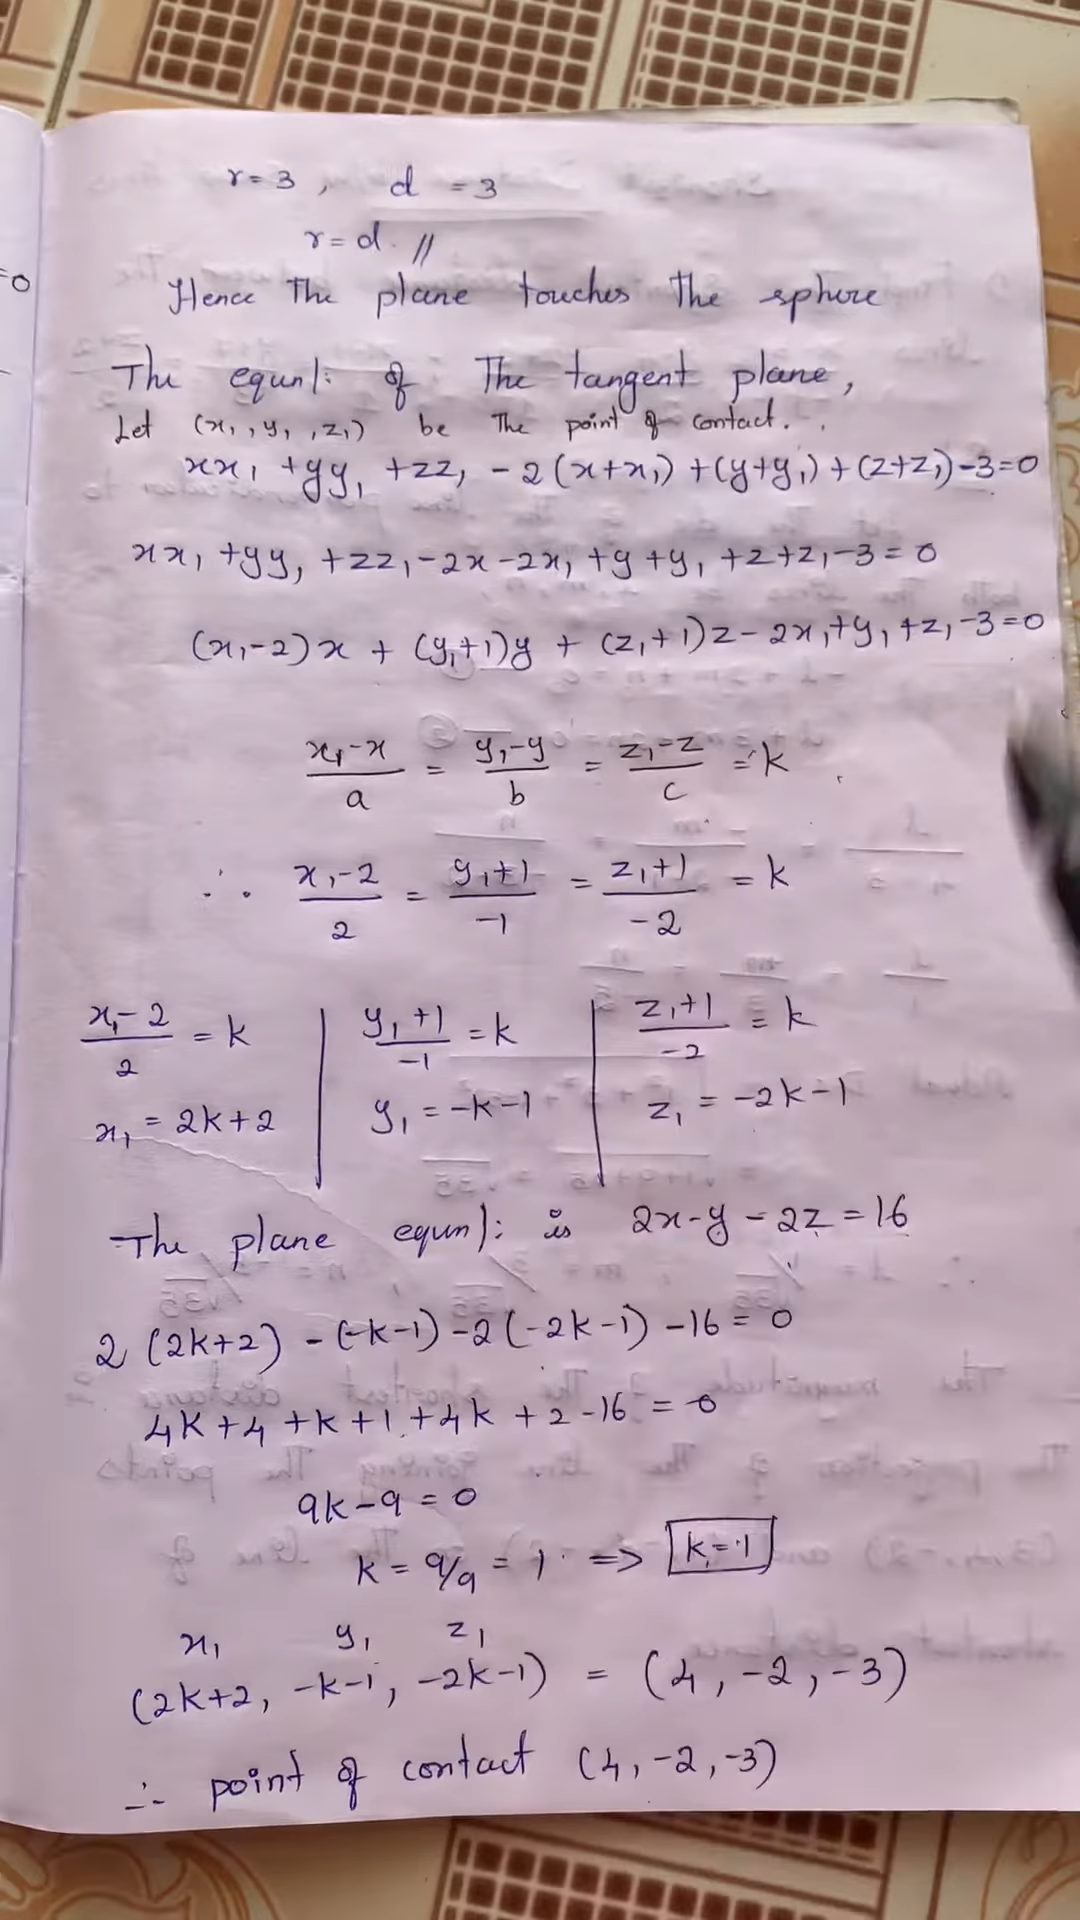 =0
r = 3 , d = 3
r = d. //
Hence The plane touches The sphere
The equn): of The tangent plane,
Let (x₁, y₁, z₁) be The point of contact.
xx₁ + yy₁ + zz₁ - 2(x+x₁) + (y+y₁) + (z+z₁) - 3 = 0
xx₁ + yy₁ + zz₁ - 2x - 2x₁ + y + y₁ + z + z₁ - 3 = 0
(x₁-2)x + (y₁+1)y + (z₁+1)z - 2x₁ + y₁ + z₁ - 3 = 0
(x₁-x)/a = (y₁-y)/b = (z₁-z)/c = k
∴ (x₁-2)/2 = (y₁+1)/-1 = (z₁+1)/-2 = k
(x₁-2)/2 = k | (y₁+1)/-1 = k | (z₁+1)/-2 = k
x₁ = 2k+2 | y₁ = -k-1 | z₁ = -2k-1
The plane equn): is 2x-y-2z = 16
2(2k+2) - (-k-1) - 2(-2k-1) - 16 = 0
4k+4+k+1+4k+2-16 = 0
9k-9 = 0
k = 9/9 = 1 => k = 1
x₁ y₁ z₁
(2k+2, -k-1, -2k-1) = (4, -2, -3)
∴ point of contact (4, -2, -3)